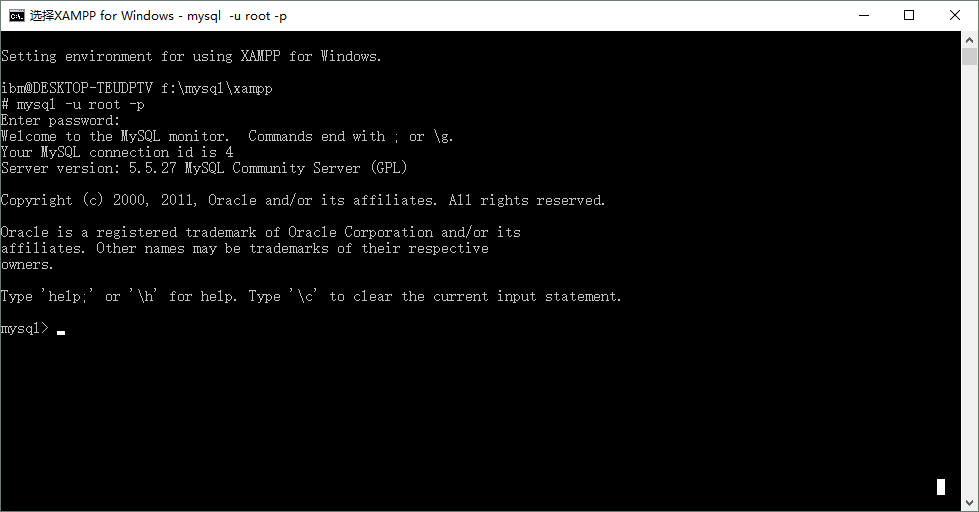 选择XAMPP for Windows - mysql  -u root -p
Setting environment for using XAMPP for Windows.
ibm@DESKTOP-TEUDPTV f:\mysql\xampp
# mysql -u root -p
Enter password:
Welcome to the MySQL monitor.  Commands end with ; or \g.
Your MySQL connection id is 4
Server version: 5.5.27 MySQL Community Server (GPL)
Copyright (c) 2000, 2011, Oracle and/or its affiliates. All rights reserved.
Oracle is a registered trademark of Oracle Corporation and/or its
affiliates. Other names may be trademarks of their respective
owners.
Type 'help;' or '\h' for help. Type '\c' to clear the current input statement.
mysql>